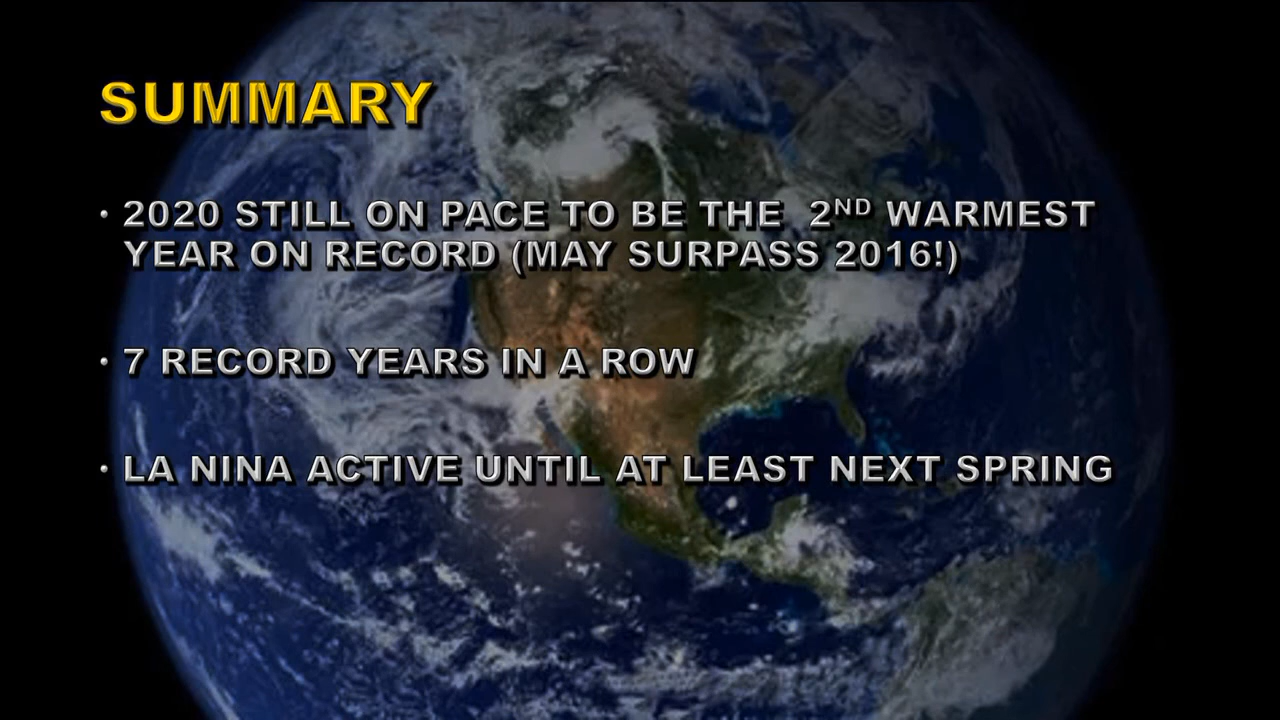 SUMMARY
• 2020 STILL ON PACE TO BE THE 2ND WARMEST
YEAR ON RECORD (MAY SURPASS 2016!)
• 7 RECORD YEARS IN A ROW
• LA NINA ACTIVE UNTIL AT LEAST NEXT SPRING